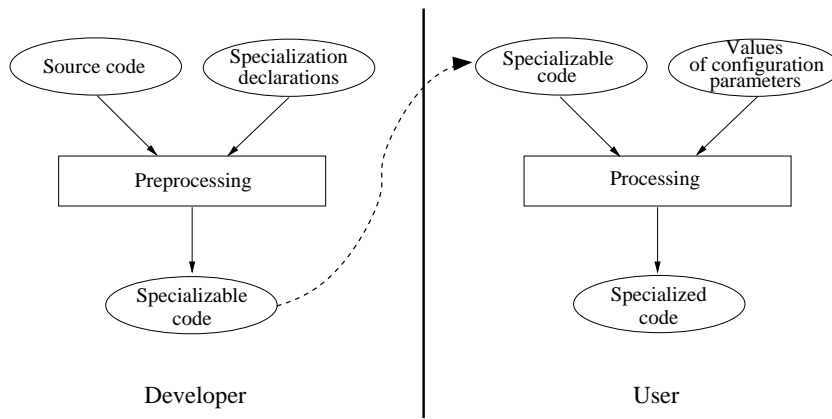 Source code
Specialization
declarations
Preprocessing
Specializable
code
Developer
Specializable
code
Values
of configuration
parameters
Processing
Specialized
code
User